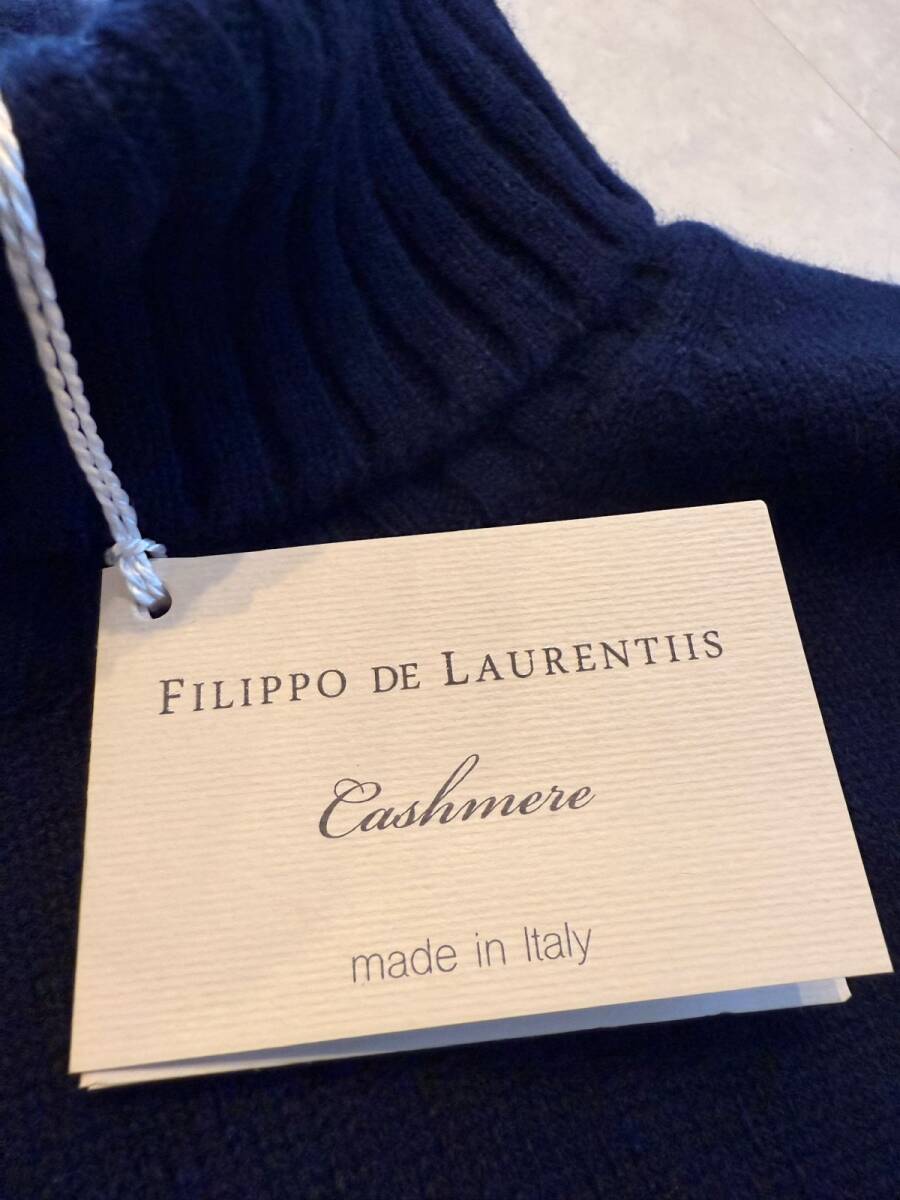 FILIPPO DE LAURENTIIS
Cashmere
made in Italy